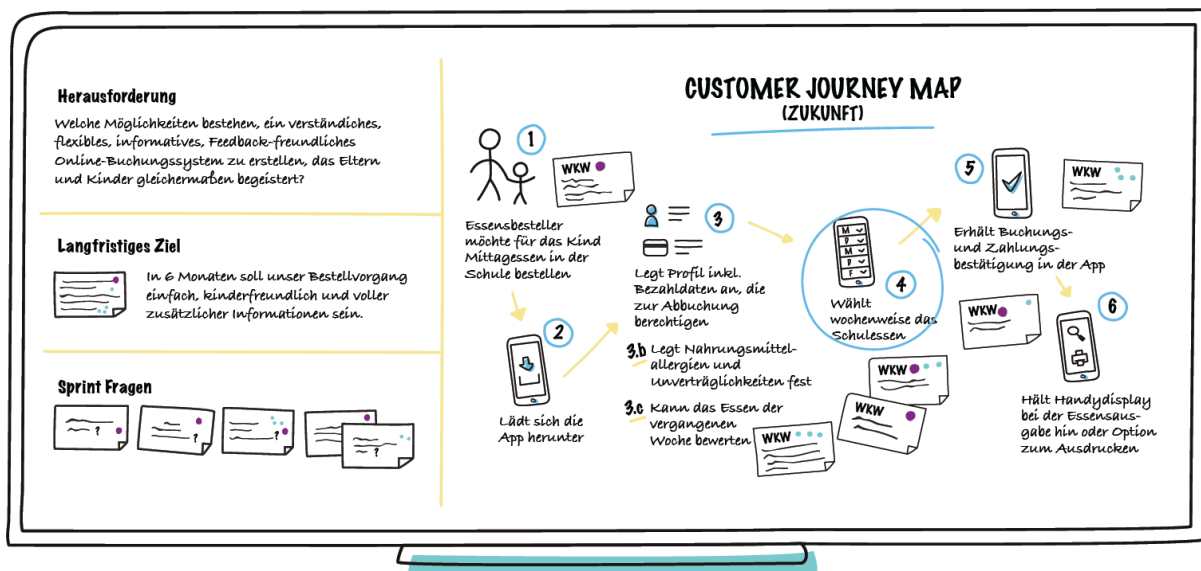 Herausforderung
Welche Möglichkeiten bestehen, ein verständiches,
flexibles, informatives, Feedback-freundliches
Online-Buchungssystem zu erstellen, das Eltern
und Kinder gleichermaßen begeistert?
Langfristiges Ziel
In 6 Monaten soll unser Bestellvorgang
einfach, kinderfreundlich und voller
zusätzlicher Informationen sein.
Sprint Fragen
?
?
?
?
?
CUSTOMER JOURNEY MAP
(ZUKUNFT)
1
WKW
Essensbesteller
möchte für das Kind
Mittagessen in der
Schule bestellen
2
Lädt sich die
App herunter
3
Legt Profil inkl.
Bezahldaten an, die
zur Abbuchung
berechtigen
3.b Legt Nahrungsmittel-
allergien und
Unverträglichkeiten fest
3.c Kann das Essen der
vergangenen
Woche bewerten
M
D
M
D
F
4
Wählt
wochenweise das
Schulessen
WKW
WKW
WKW
WKW
5
WKW
Erhält Buchungs-
und Zahlungs-
bestätigung in der App
6
Hält Handydisplay
bei der Essensaus-
gabe hin oder Option
zum Ausdrucken